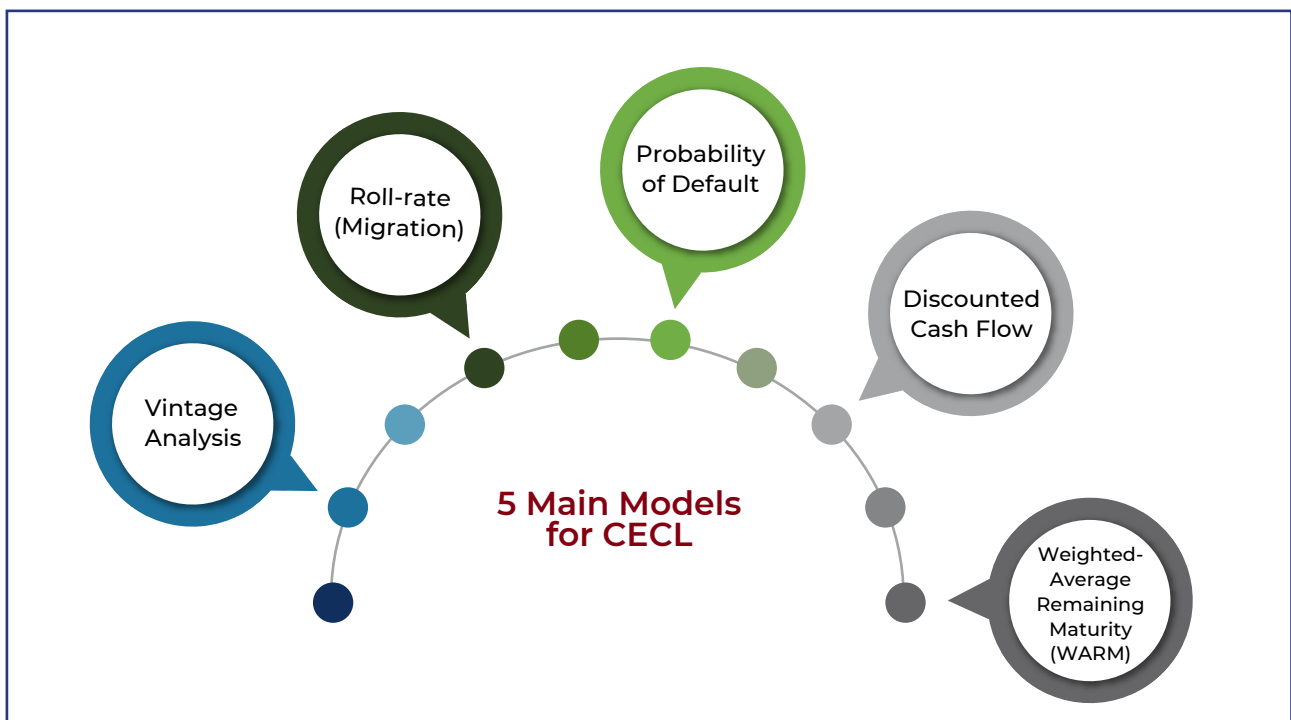 Probability
of Default
Roll-rate
(Migration)
Discounted
Cash Flow
Vintage
Analysis
5 Main Models
for CECL
Weighted-
Average
Remaining
Maturity
(WARM)